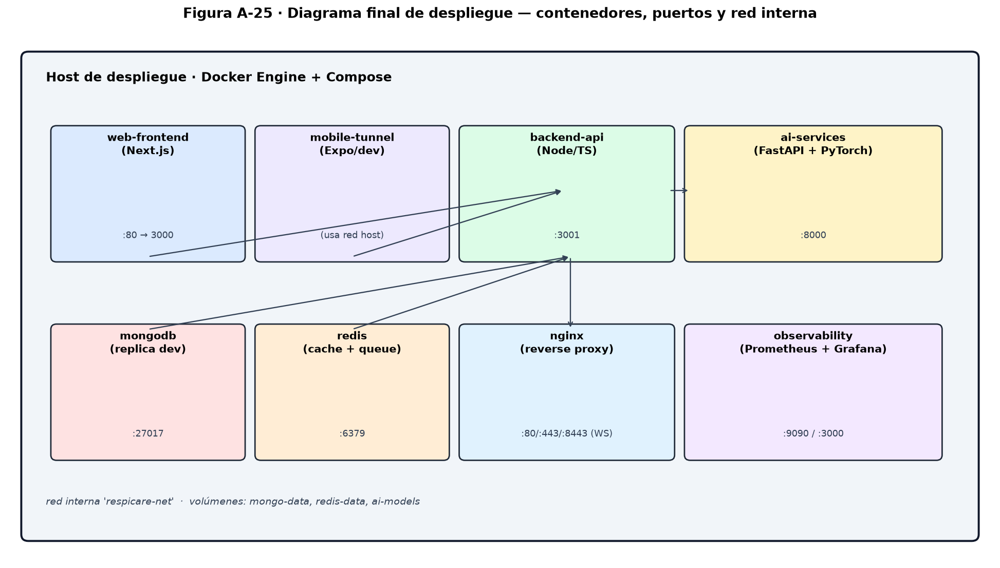 Figura A-25 · Diagrama final de despliegue — contenedores, puertos y red interna
Host de despliegue · Docker Engine + Compose
web-frontend
(Next.js)
:80 → 3000
mobile-tunnel
(Expo/dev)
(usa red host)
backend-api
(Node/TS)
:3001
ai-services
(FastAPI + PyTorch)
:8000
mongodb
(replica dev)
:27017
redis
(cache + queue)
:6379
nginx
(reverse proxy)
:80/:443/:8443 (WS)
observability
(Prometheus + Grafana)
:9090 / :3000
red interna 'respicare-net' · volúmenes: mongo-data, redis-data, ai-models